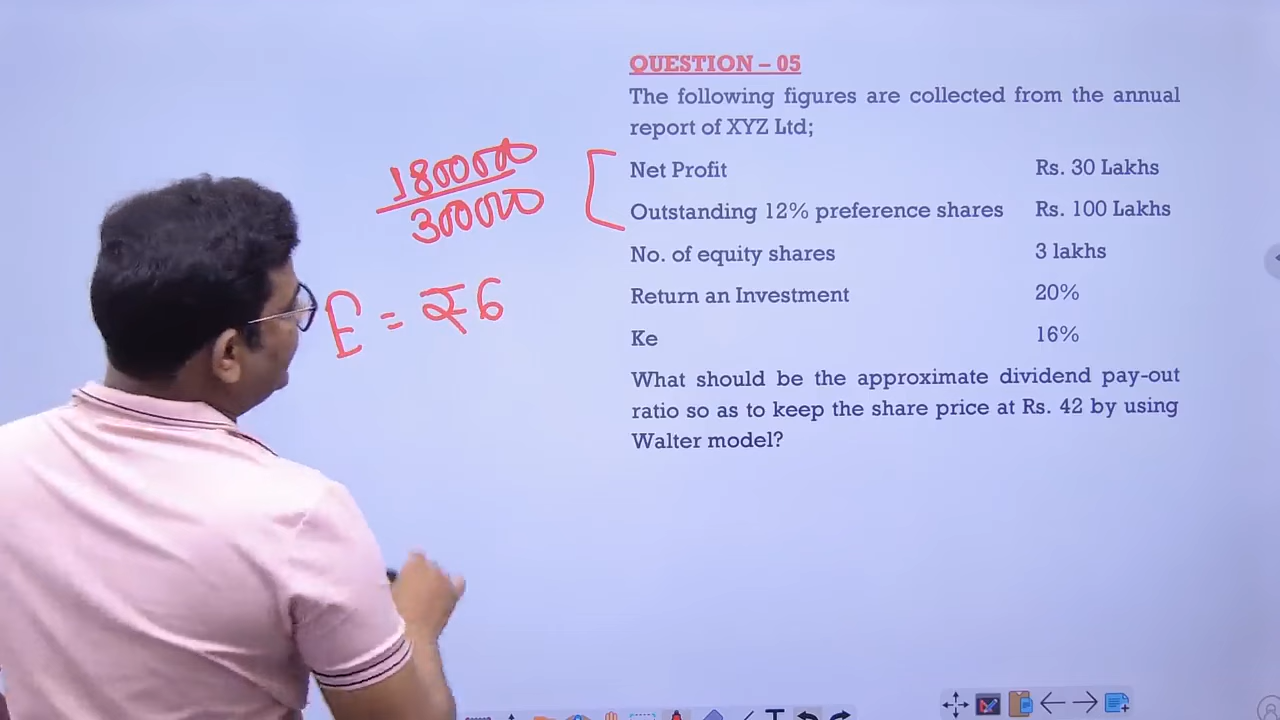 QUESTION – 05
The following figures are collected from the annual
report of XYZ Ltd;
Net Profit Rs. 30 Lakhs
Outstanding 12% preference shares Rs. 100 Lakhs
No. of equity shares 3 lakhs
Return an Investment 20%
Ke 16%
What should be the approximate dividend pay-out
ratio so as to keep the share price at Rs. 42 by using
Walter model?
1800000
300000
E = ₹6